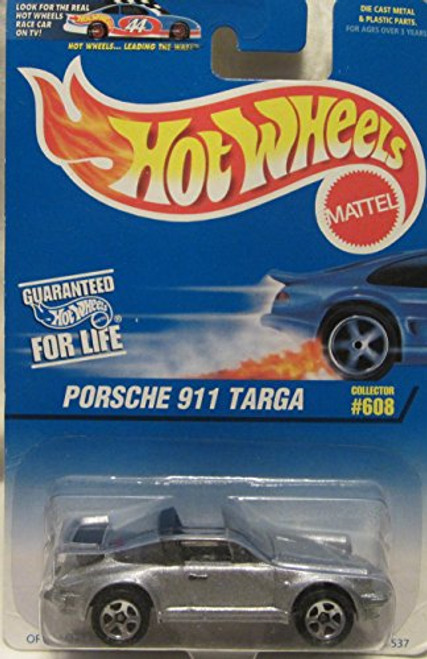 LOOK FOR THE REAL
HOT WHEELS
RACE CAR
ON TV!
44
HOT WHEELS... LEADING THE WAY
DIE CAST METAL
& PLASTIC PARTS.
FOR AGES OVER 3 YEARS
HOT WHEELS
MATTEL
GUARANTEED
Hot Wheels®
FOR LIFE
PORSCHE 911 TARGA
COLLECTOR
#608
OF
537